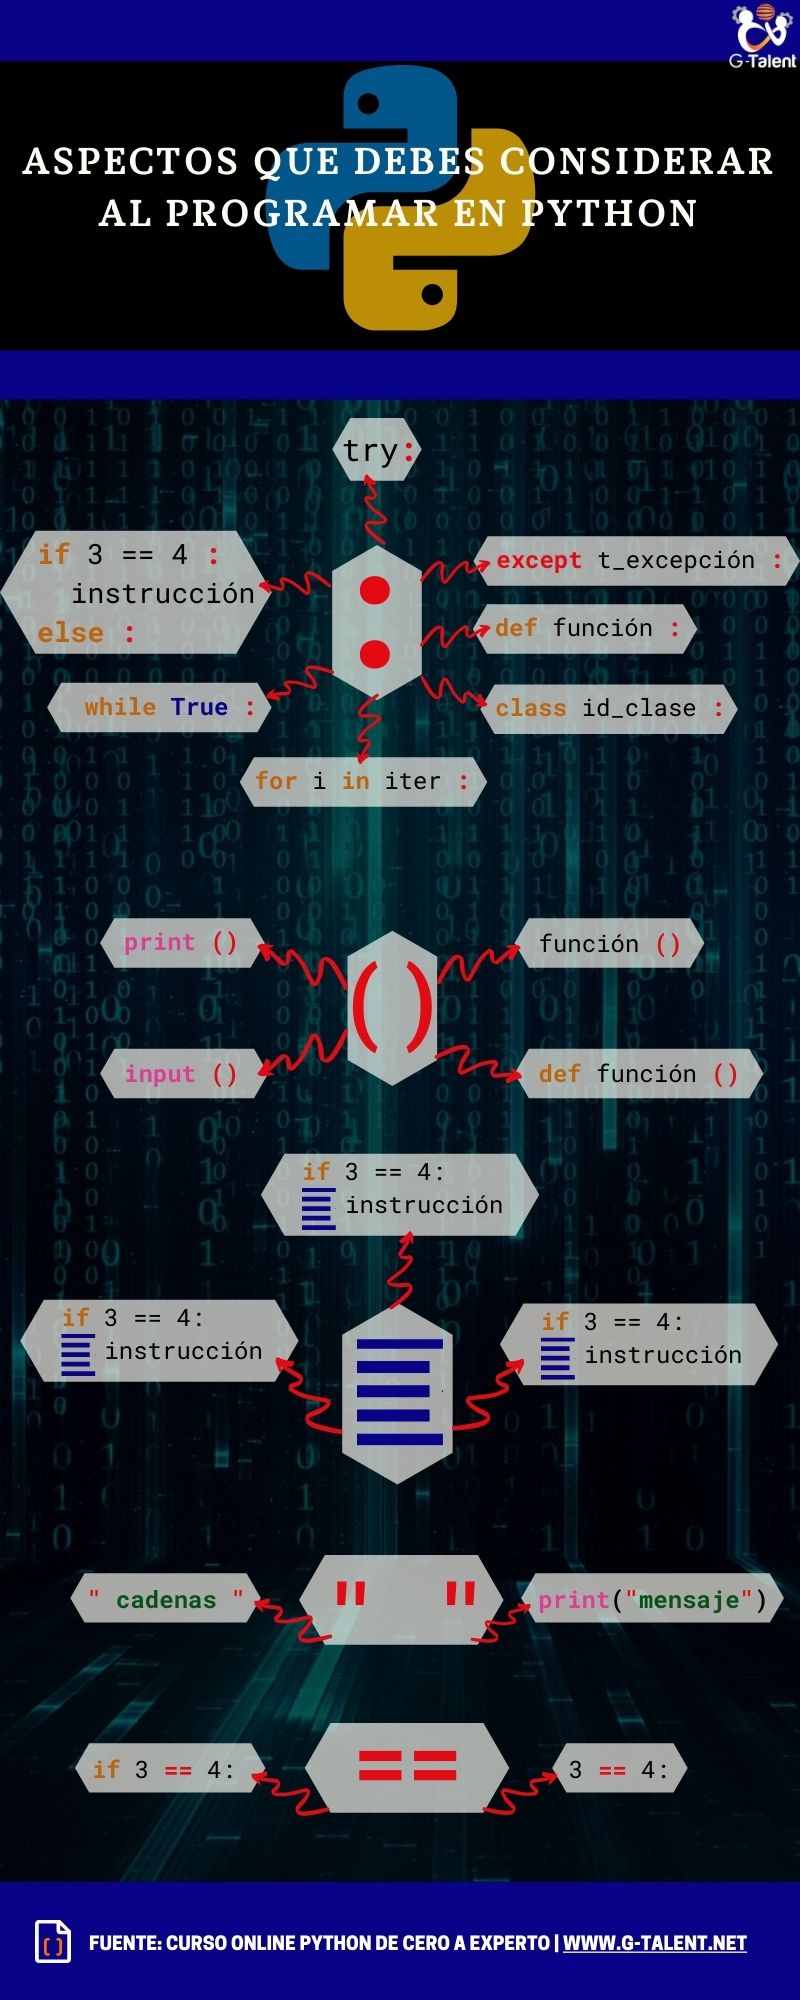 G-Talent
ASPECTOS QUE DEBES CONSIDERAR
AL PROGRAMAR EN PYTHON
try:
if 3 == 4 :
instrucción
else :
except t_excepción :
def función :
while True :
class id_clase :
:
for i in iter :
print ()
función ()
( )
input ()
def función ()
if 3 == 4:
instrucción
if 3 == 4:
instrucción
if 3 == 4:
instrucción
" "
" cadenas "
print("mensaje")
==
if 3 == 4:
3 == 4:
FUENTE: CURSO ONLINE PYTHON DE CERO A EXPERTO | WWW.G-TALENT.NET